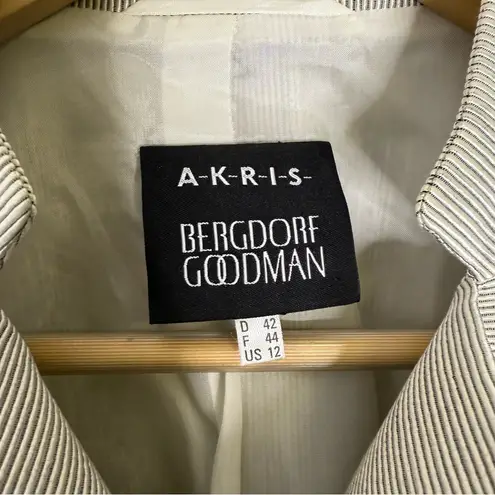 A-K-R-I-S-
BERGDORF
GOODMAN
D 42
F 44
US 12